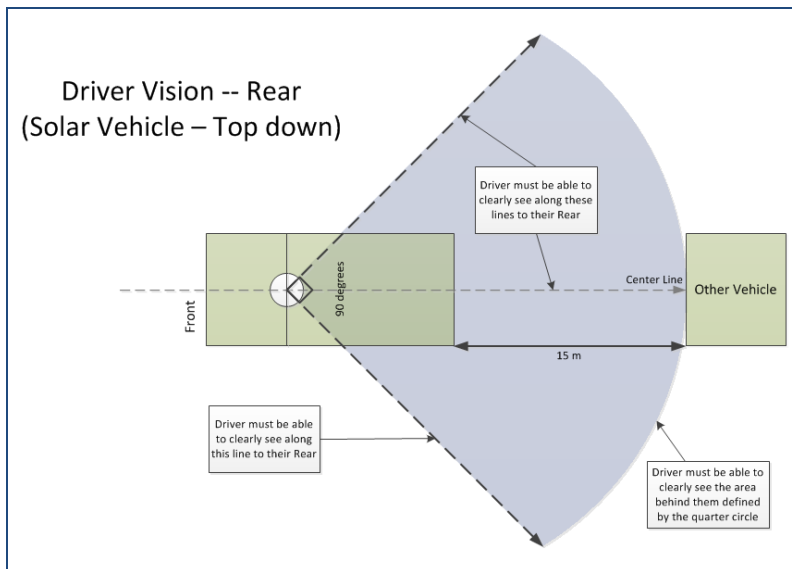 Driver Vision -- Rear
(Solar Vehicle – Top down)
Driver must be able to
clearly see along these
lines to their Rear
Front
90 degrees
Center Line
Other Vehicle
15 m
Driver must be able
to clearly see along
this line to their Rear
Driver must be able to
clearly see the area
behind them defined
by the quarter circle